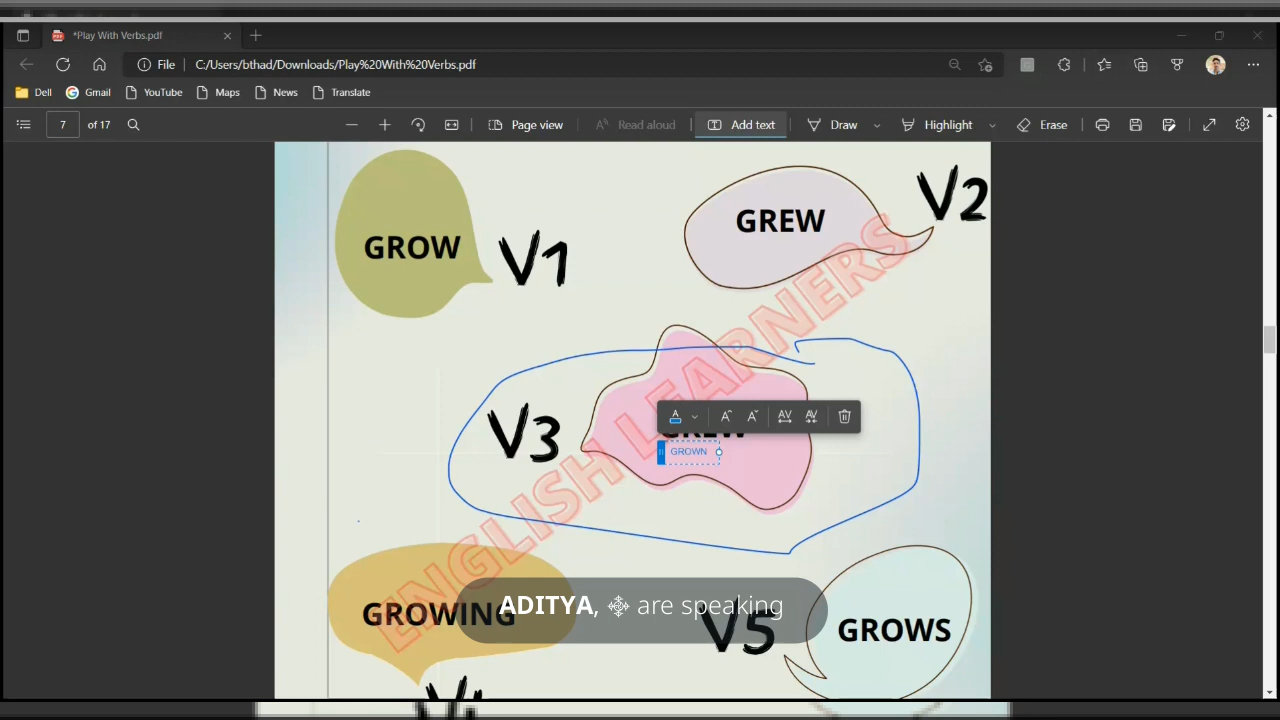 *Play With Verbs.pdf
File | C:/Users/bthad/Downloads/Play%20With%20Verbs.pdf
Dell Gmail YouTube Maps News Translate
7 of 17 Page view Read aloud Add text Draw Highlight Erase
GROW V1
GREW V2
ENGLISH LEARNERS
V3 GREW
GROWN
GROWING
ADITYA, are speaking
V5 GROWS